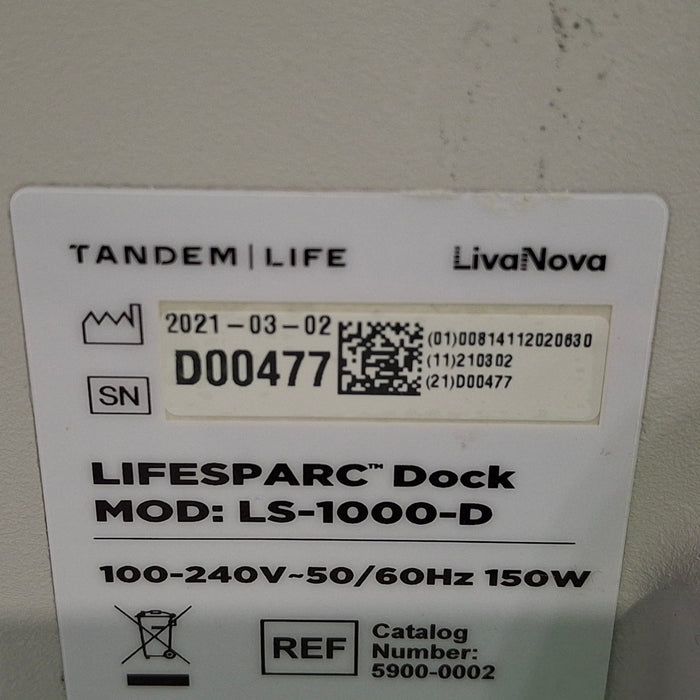 TANDEM | LIFE LivaNova
2021-03-02
(01)00814112020630
D00477
(11)210302
SN
(21)D00477
LIFESPARC™ Dock
MOD: LS-1000-D
100-240V~50/60Hz 150W
REF
Catalog
Number:
5900-0002